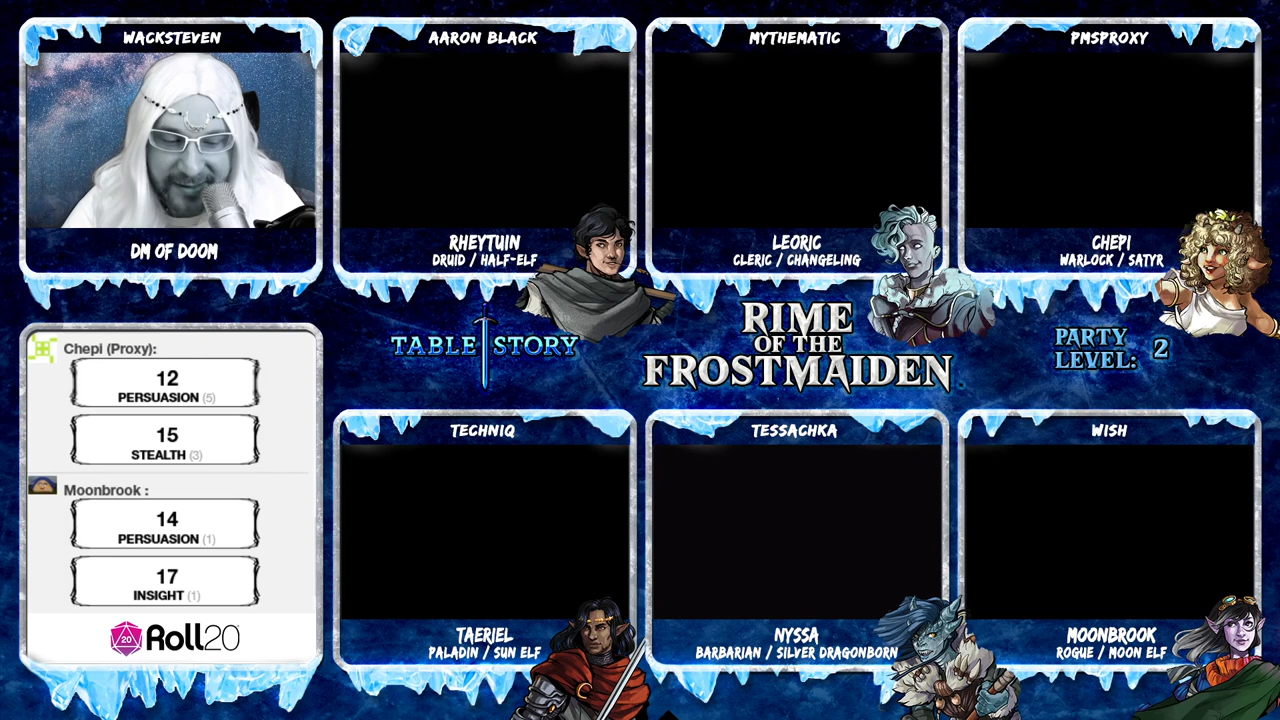 WACKSTEVEN
DM OF DOOM
AARON BLACK
RHEYTUIN
DRUID / HALF-ELF
MYTHEMATIC
LEORIC
CLERIC / CHANGELING
PMSPROXY
CHEPI
WARLOCK / SATYR
TABLE STORY
RIME
OF THE
FROSTMAIDEN
PARTY
LEVEL: 2
Chepi (Proxy):
12
PERSUASION (5)
15
STEALTH (3)
Moonbrook :
14
PERSUASION (1)
17
INSIGHT (1)
20 Roll20
TECHNIQ
TAERIEL
PALADIN / SUN ELF
TESSACHKA
NYSSA
BARBARIAN / SILVER DRAGONBORN
WISH
MOONBROOK
ROGUE / MOON ELF